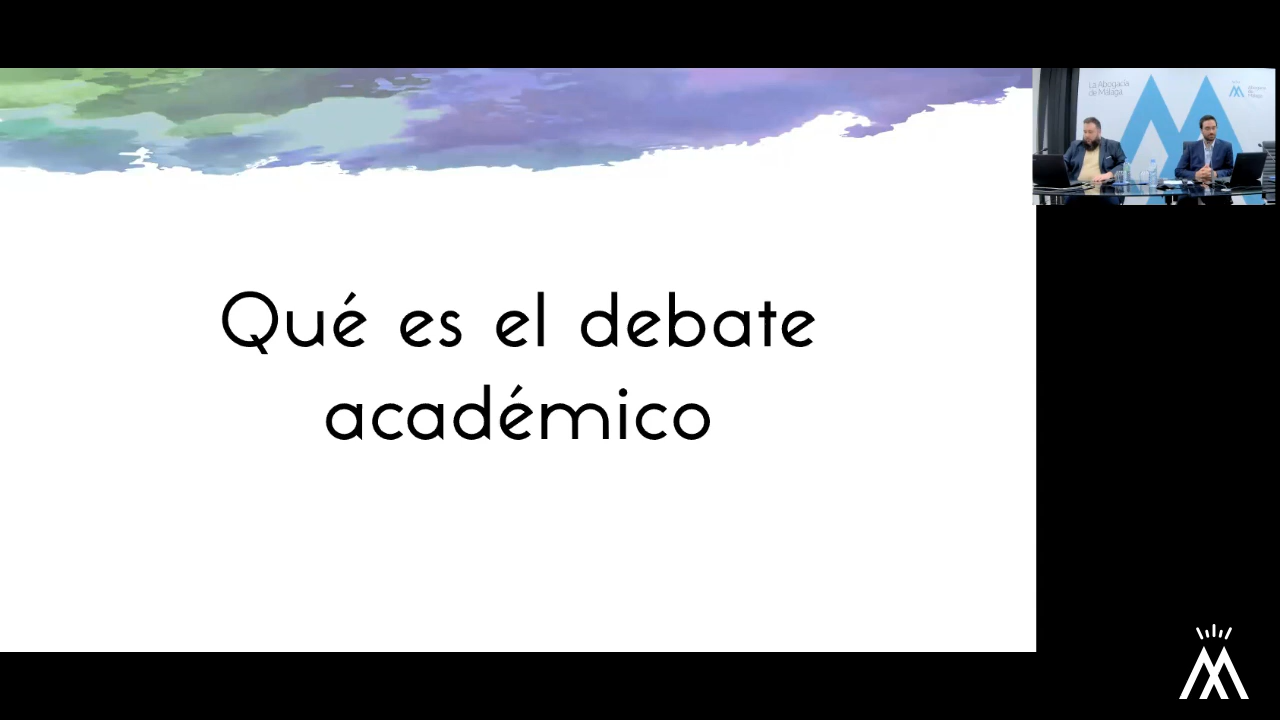 Qué es el debate
académico
La Abogacía
de Málaga